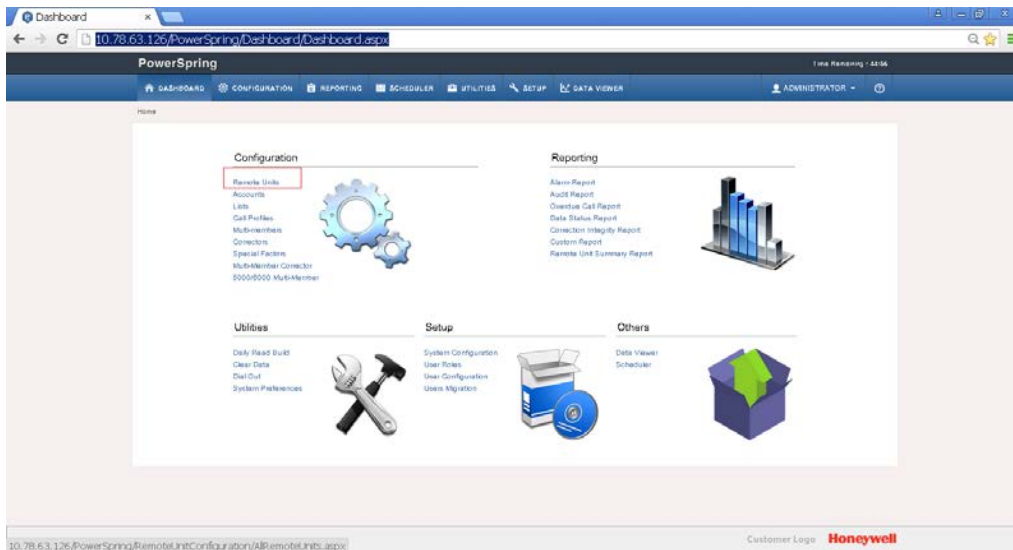 Dashboard
10.78.63.126/PowerSpring/Dashboard/Dashboard.aspx
PowerSpring
Time Remaining : 44:56
DASHBOARD CONFIGURATION REPORTING SCHEDULER UTILITIES SETUP DATA VIEWER ADMINISTRATOR
Home
Configuration
Remote Units
Accounts
Lists
Call Profiles
Multi-members
Correctors
Special Factors
Multi-Member Corrector
5000/6000 Multi-Member
Reporting
Alarm Report
Audit Report
Overdue Call Report
Data Status Report
Correction Integrity Report
Custom Report
Remote Unit Summary Report
Utilities
Daily Read Build
Clear Data
Dial Out
System Preferences
Setup
System Configuration
User Roles
User Configuration
Users Migration
Others
Data Viewer
Scheduler
10.78.63.126/PowerSpring/RemoteUnitConfiguration/AllRemoteUnits.aspx
Customer Logo Honeywell